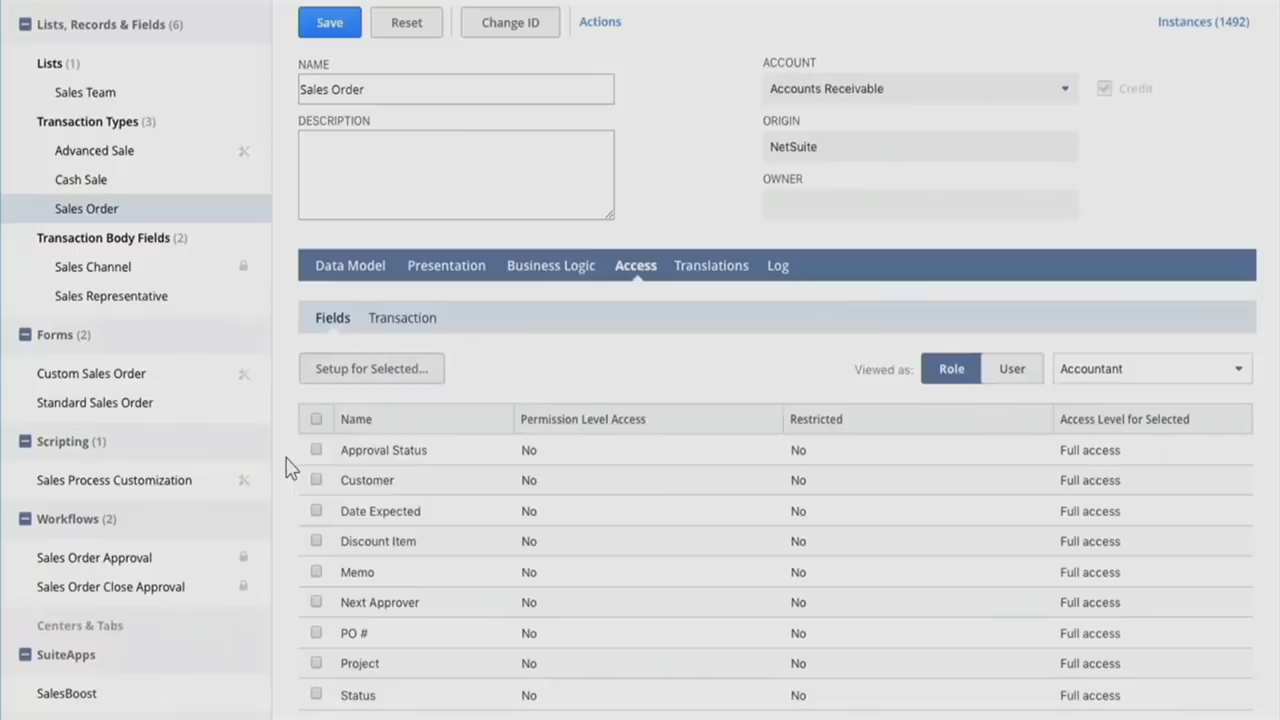 Lists, Records & Fields (6)
Lists (1)
Sales Team
Transaction Types (3)
Advanced Sale
Cash Sale
Sales Order
Transaction Body Fields (2)
Sales Channel
Sales Representative
Forms (2)
Custom Sales Order
Standard Sales Order
Scripting (1)
Sales Process Customization
Workflows (2)
Sales Order Approval
Sales Order Close Approval
Centers & Tabs
SuiteApps
SalesBoost
Save Reset Change ID Actions Instances (1492)
NAME
Sales Order
DESCRIPTION
ACCOUNT
Accounts Receivable Credit
ORIGIN
NetSuite
OWNER
Data Model Presentation Business Logic Access Translations Log
Fields Transaction
Setup for Selected... Viewed as: Role User Accountant
Name Permission Level Access Restricted Access Level for Selected
Approval Status No No Full access
Customer No No Full access
Date Expected No No Full access
Discount Item No No Full access
Memo No No Full access
Next Approver No No Full access
PO # No No Full access
Project No No Full access
Status No No Full access